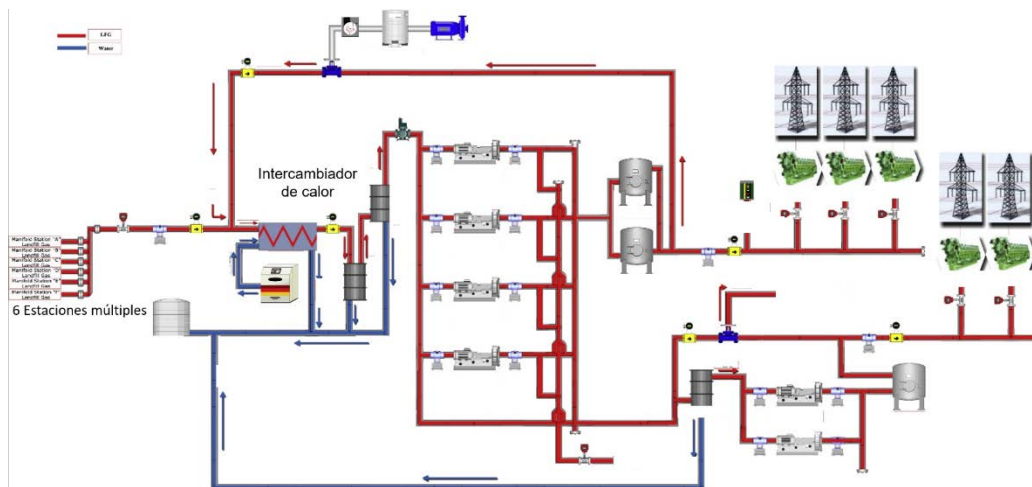 LFG
Water
Intercambiador
de calor
Manifold Station "A"
Landfill Gas
Manifold Station "B"
Landfill Gas
Manifold Station "C"
Landfill Gas
Manifold Station "D"
Landfill Gas
Manifold Station "E"
Landfill Gas
Manifold Station "F"
Landfill Gas
6 Estaciones múltiples